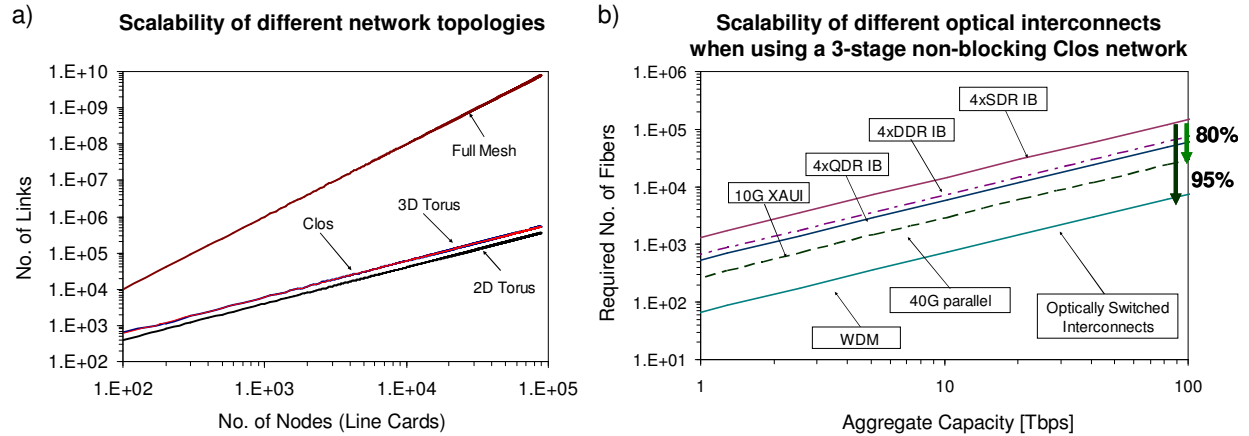 a)
Scalability of different network topologies
1.E+10
1.E+09
1.E+08
1.E+07
1.E+06
1.E+05
1.E+04
1.E+03
1.E+02
No. of Links
Full Mesh
3D Torus
Clos
2D Torus
1.E+02
1.E+03
1.E+04
1.E+05
No. of Nodes (Line Cards)
b)
Scalability of different optical interconnects
when using a 3-stage non-blocking Clos network
1.E+06
1.E+05
1.E+04
1.E+03
1.E+02
1.E+01
Required No. of Fibers
4xSDR IB
4xDDR IB
4xQDR IB
10G XAUI
80%
95%
40G parallel
WDM
Optically Switched
Interconnects
1
10
100
Aggregate Capacity [Tbps]